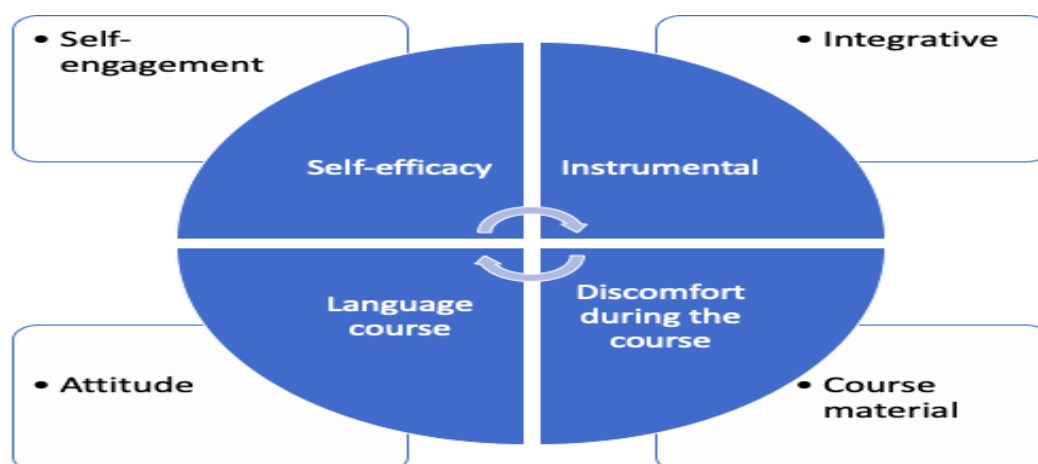 • Self-
engagement
• Integrative
Self-efficacy
Instrumental
Language
course
Discomfort
during the
course
• Attitude
• Course
material